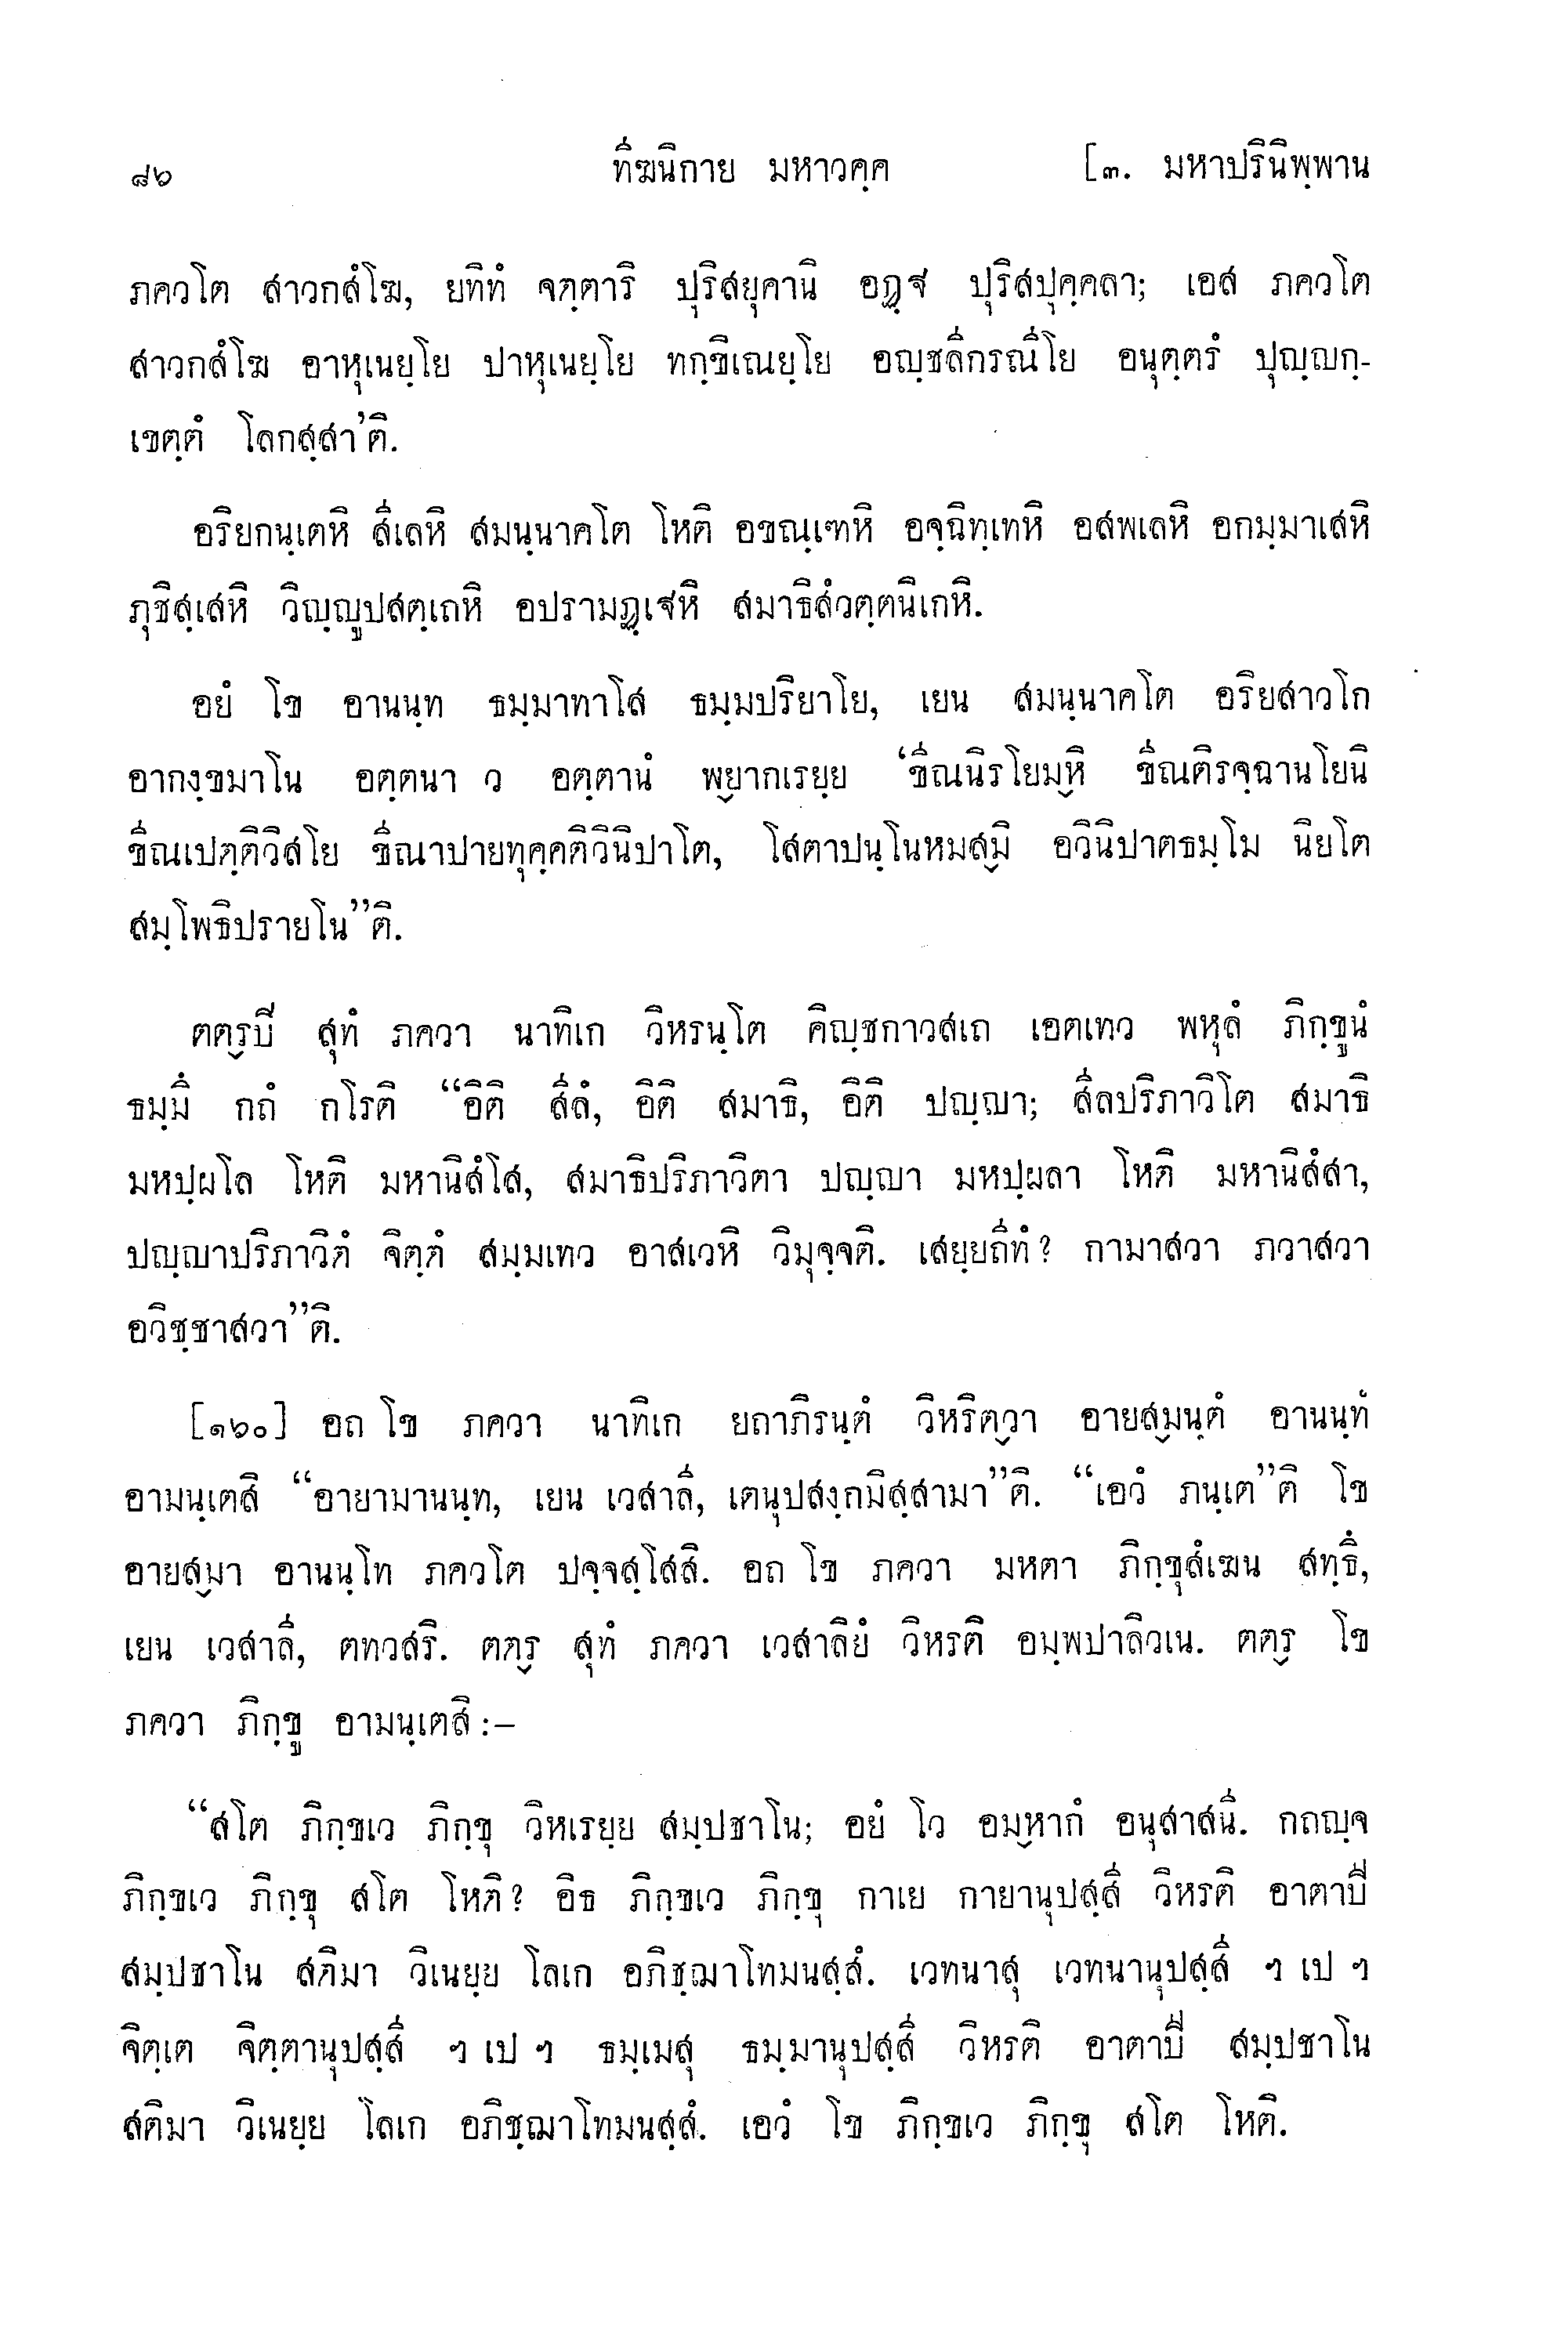 ๘๖ ทีฆนิกาย มหาวคฺค [๓. มหาปรินิพฺพาน
ภควโต สาวกสํโฆ, ยทิทํ จตฺตาริ ปุริสยุคานิ อฏฺฐ ปุริสปุคฺคลา; เอส ภควโต
สาวกสํโฆ อาหุเนยฺโย ปาหุเนยฺโย ทกฺขิเณยฺโย อญฺชลีกรณีโย อนุตฺตรํ ปุญฺญกฺ-
เขตฺตํ โลกสฺสา’ติ.
อริยกนฺเตหิ สีเลหิ สมนฺนาคโต โหติ อขณฺเฑหิ อจฺฉิทฺเทหิ อสพเลหิ อกมฺมาเสหิ
ภุชิสฺเสหิ วิญฺญูปสตฺเถหิ อปรามฏฺเฐหิ สมาธิสํวตฺตนิเกหิ.
อยํ โข อานนฺท ธมฺมาทาโส ธมฺมปริยาโย, เยน สมนฺนาคโต อริยสาวโก
อากงฺขมาโน อตฺตนา ว อตฺตานํ พฺยากเรยฺย ‘ขีณนิรโยมฺหิ ขีณติรจฺฉานโยนิ
ขีณเปตฺติวิสโย ขีณาปายทุคฺคติวินิปาโต, โสตาปนฺโนหมสฺมิ อวินิปาตธมฺโม นิยโต
สมฺโพธิปรายโน”ติ.
ตตฺรปิ สุทํ ภควา นาทิเก วิหรนฺโต คิญฺชกาวสเถ เอตเทว พหุลํ ภิกฺขูนํ
ธมฺมึ กถํ กโรติ “อิติ สีลํ, อิติ สมาธิ, อิติ ปญฺญา; สีลปริภาวิโต สมาธิ
มหปฺผโล โหติ มหานิสํโส, สมาธิปริภาวิตา ปญฺญา มหปฺผลา โหติ มหานิสํสา,
ปญฺญาปริภาวิตํ จิตฺตํ สมฺมเทว อาสเวหิ วิมุจฺจติ. เสยฺยถีทํ? กามาสวา ภวาสวา
อวิชฺชาสวา”ติ.
[๑๖๐] อถ โข ภควา นาทิเก ยถาภิรนฺตํ วิหริตฺวา อายสฺมนฺตํ อานนฺทํ
อามนฺเตสิ “อายามานนฺท, เยน เวสาลี, เตนุปสงฺกมิสฺสามา”ติ. “เอวํ ภนฺเต”ติ โข
อายสฺมา อานนฺโท ภควโต ปจฺจสฺโสสิ. อถ โข ภควา มหตา ภิกฺขุสํเฆน สทฺธึ,
เยน เวสาลี, ตทวสริ. ตตฺร สุทํ ภควา เวสาลิยํ วิหรติ อมฺพปาลิวเน. ตตฺร โข
ภควา ภิกฺขู อามนฺเตสิ :–
“สโต ภิกฺขเว ภิกฺขุ วิหเรยฺย สมฺปชาโน; อยํ โว อมฺหากํ อนุสาสนี. กถญฺจ
ภิกฺขเว ภิกฺขุ สโต โหติ? อิธ ภิกฺขเว ภิกฺขุ กาเย กายานุปสฺสี วิหรติ อาตาปี
สมฺปชาโน สติมา วิเนยฺย โลเก อภิชฺฌาโทมนสฺสํ. เวทนาสุ เวทนานุปสฺสี ฯ เป ฯ
จิตฺเต จิตฺตานุปสฺสี ฯ เป ฯ ธมฺเมสุ ธมฺมานุปสฺสี วิหรติ อาตาปี สมฺปชาโน
สติมา วิเนยฺย โลเก อภิชฺฌาโทมนสฺสํ. เอวํ โข ภิกฺขเว ภิกฺขุ สโต โหติ.